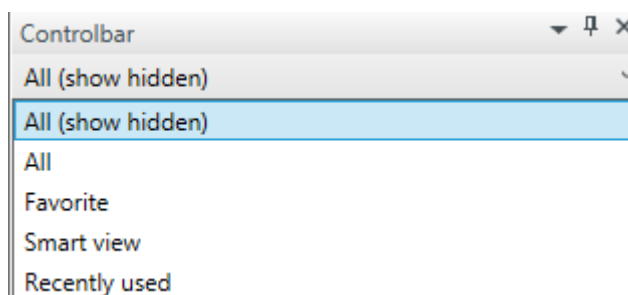 Controlbar
All (show hidden)
All (show hidden)
All
Favorite
Smart view
Recently used